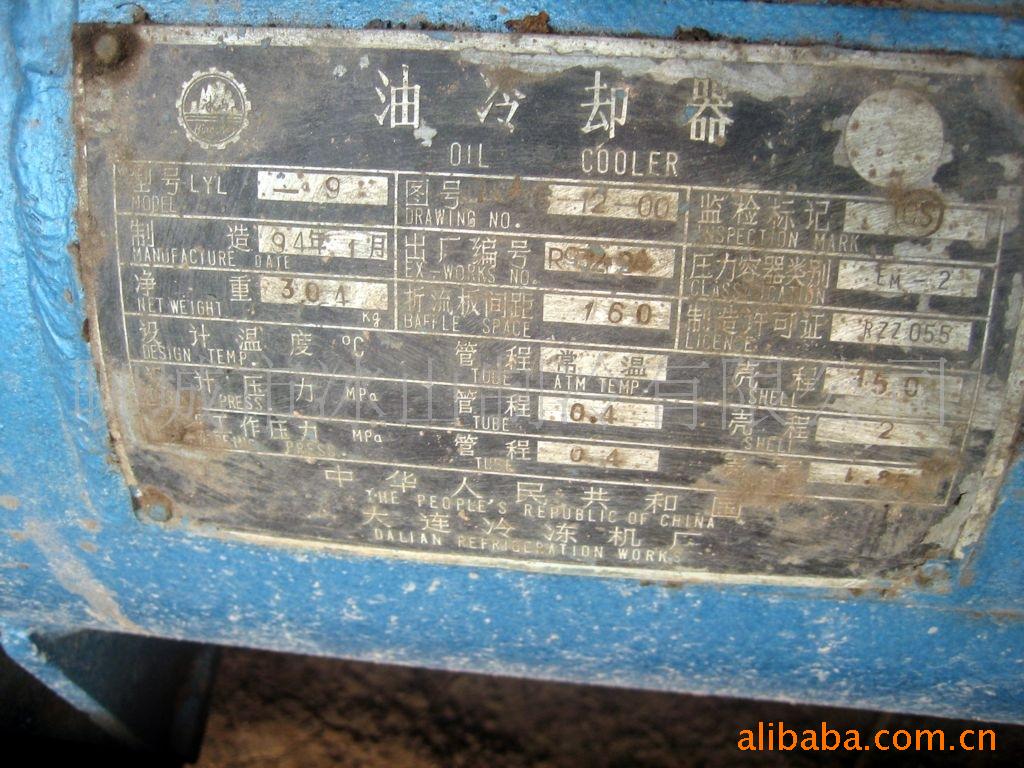 油冷却器
OIL COOLER
型号 LYL -9 图号 12-00 监检标记 CS
MODEL DRAWING NO. INSPECTION MARK
制造 94年1月 出厂编号 压力容器类别 EM-2
MANUFACTURE DATE EX-WORKS NO. CLASSIFICATION
净重 304 kg 折流板间距 160 制造许可证 RZZ055
NET WEIGHT BAFFLE SPACE LICENCE
设计温度 ℃ 管程 常温 壳程 150
DESIGN TEMP. TUBE ATM TEMP. SHELL
计压力 MPa 管程 0.4 壳程 2
PRESS TUBE SHELL
工作压力 MPa 管程 0.4
PRESS. TUBE
中华人民共和国
THE PEOPLE'S REPUBLIC OF CHINA
大连冷冻机厂
DALIAN REFRIGERATION WORKS
alibaba.com.cn